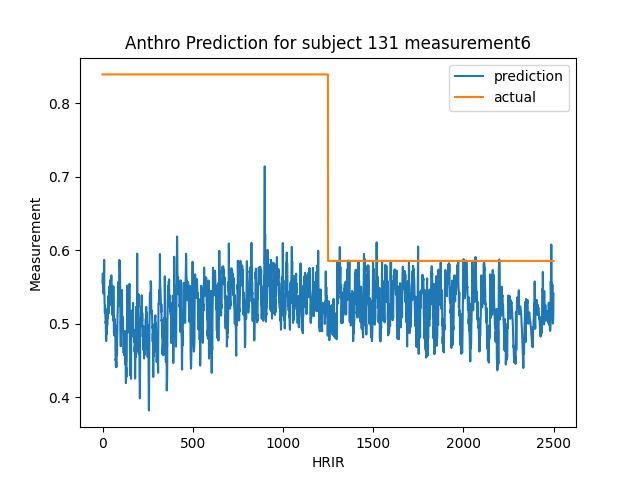 Anthro Prediction for subject 131 measurement6
prediction
actual
0.8
0.7
0.6
0.5
0.4
Measurement
0
500
1000
1500
2000
2500
HRIR